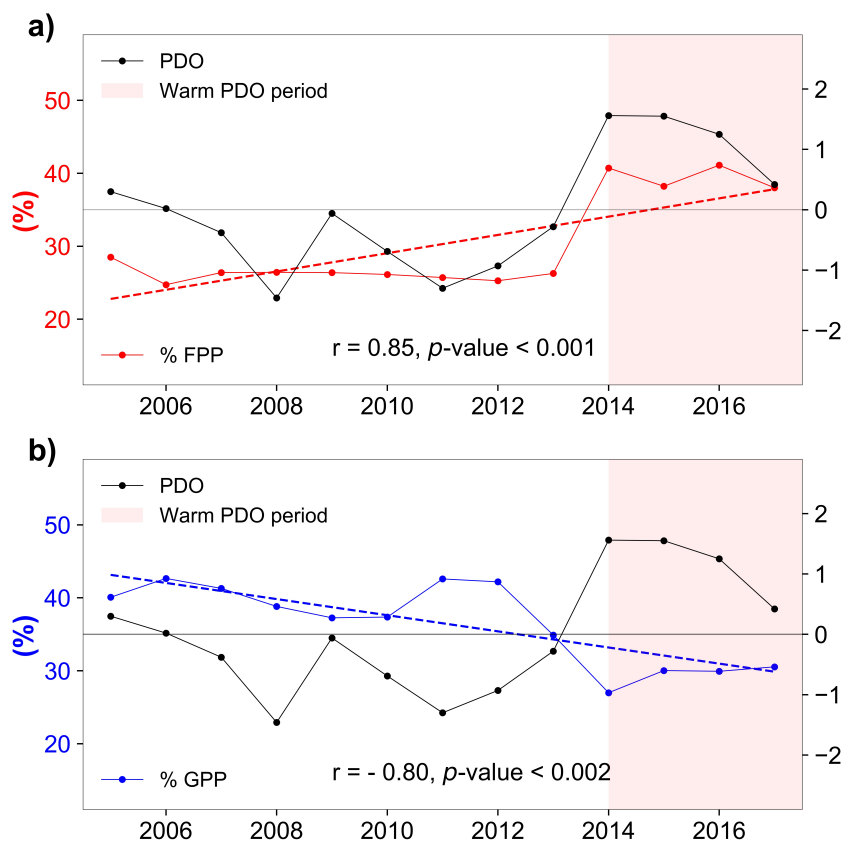 a)
PDO
Warm PDO period
50
40
30
20
(%)
2
1
0
−1
−2
% FPP
r = 0.85, p-value < 0.001
2006 2008 2010 2012 2014 2016
b)
PDO
Warm PDO period
50
40
30
20
(%)
2
1
0
−1
−2
% GPP
r = - 0.80, p-value < 0.002
2006 2008 2010 2012 2014 2016